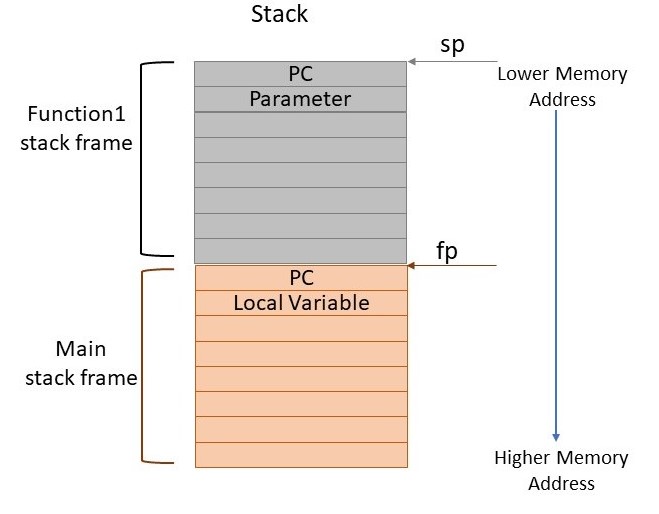 Stack
sp
PC
Parameter
Lower Memory
Address
Function1
stack frame
fp
PC
Local Variable
Main
stack frame
Higher Memory
Address